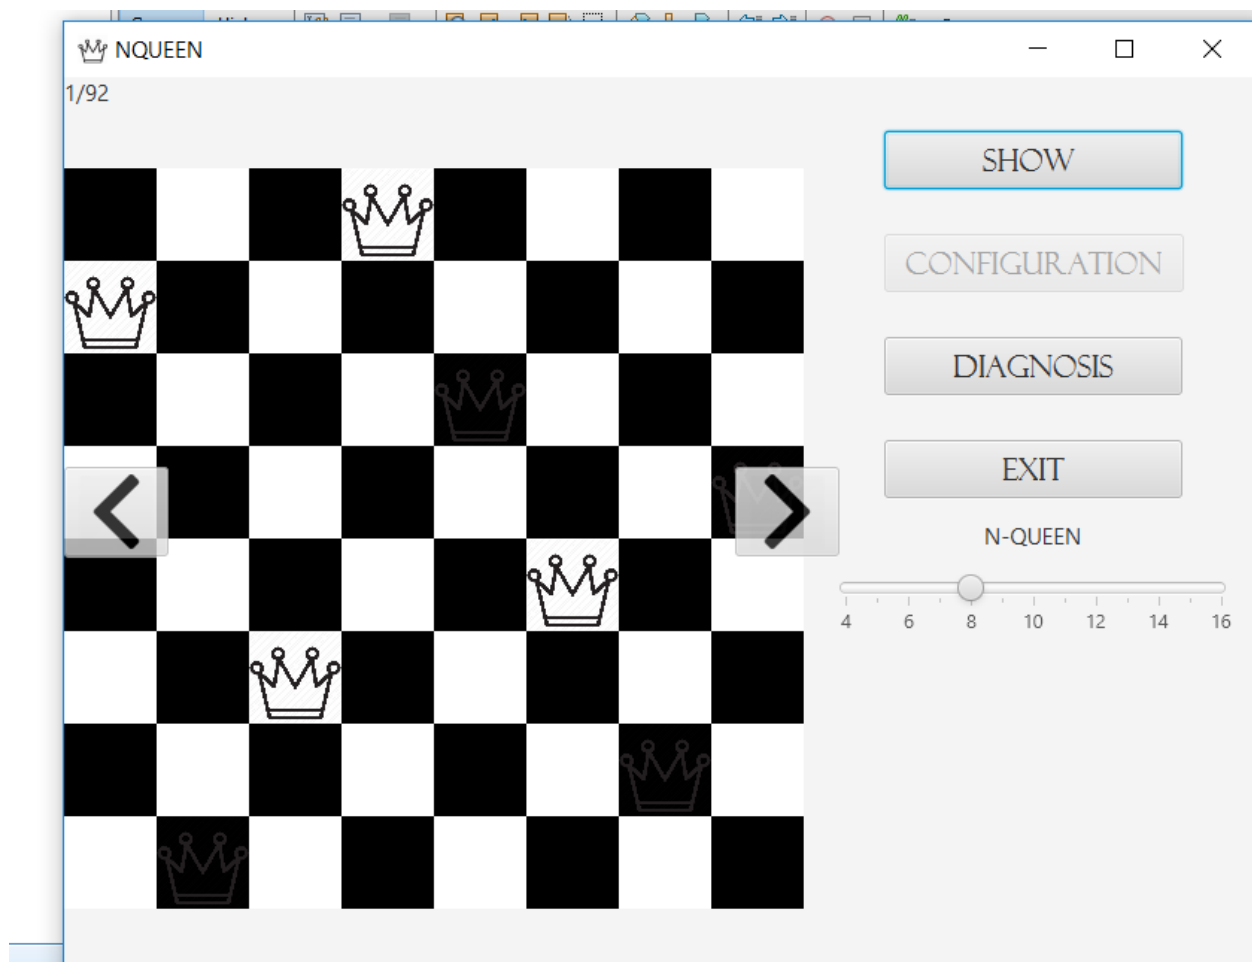 NQUEEN
1/92
SHOW
CONFIGURATION
DIAGNOSIS
EXIT
N-QUEEN
4 6 8 10 12 14 16